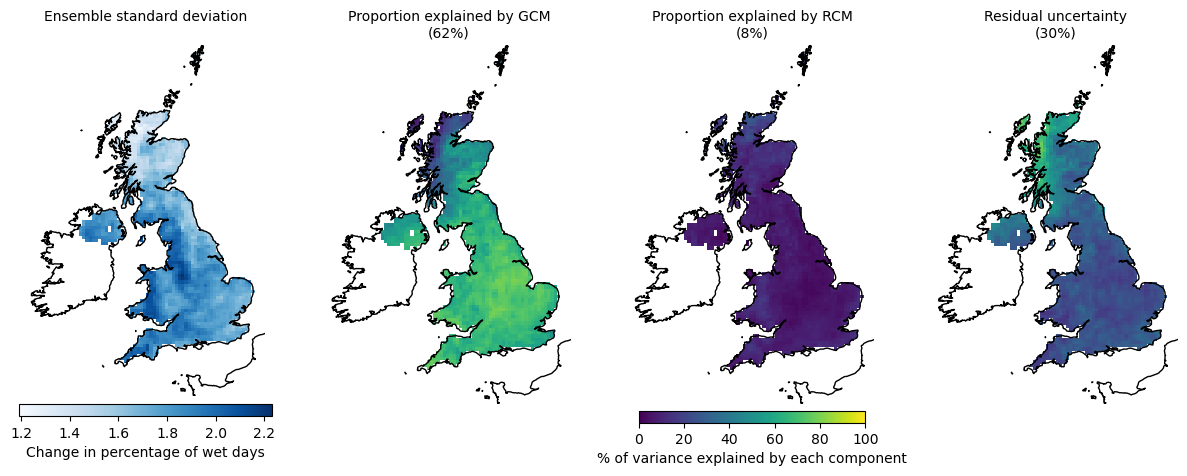 Ensemble standard deviation
Proportion explained by GCM
(62%)
Proportion explained by RCM
(8%)
Residual uncertainty
(30%)
1.2 1.4 1.6 1.8 2.0 2.2
Change in percentage of wet days
0 20 40 60 80 100
% of variance explained by each component